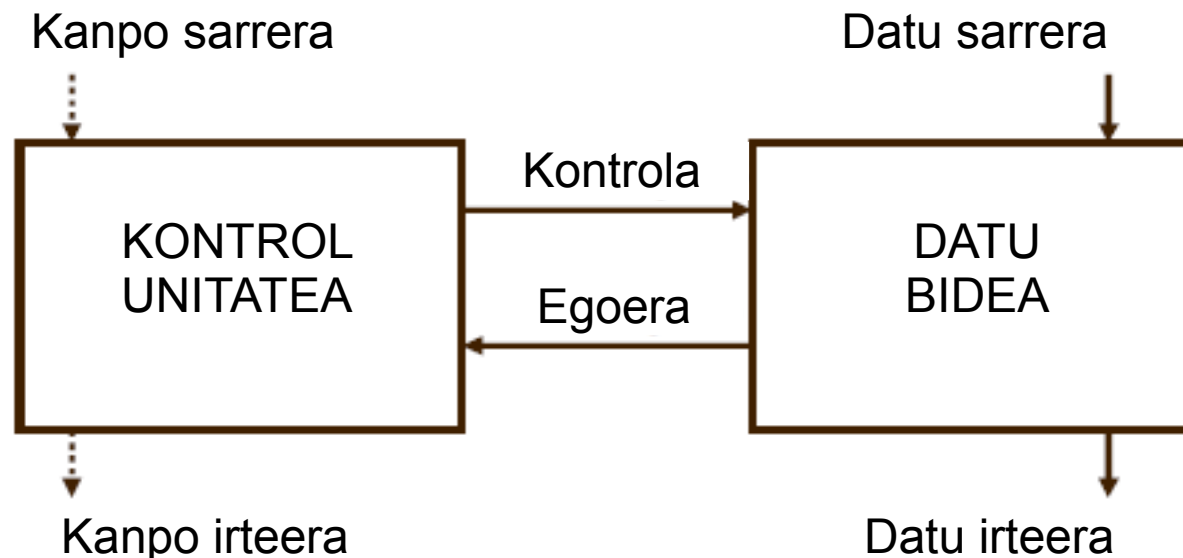 Kanpo sarrera
Datu sarrera
Kontrola
KONTROL
UNITATEA
DATU
BIDEA
Egoera
Kanpo irteera
Datu irteera